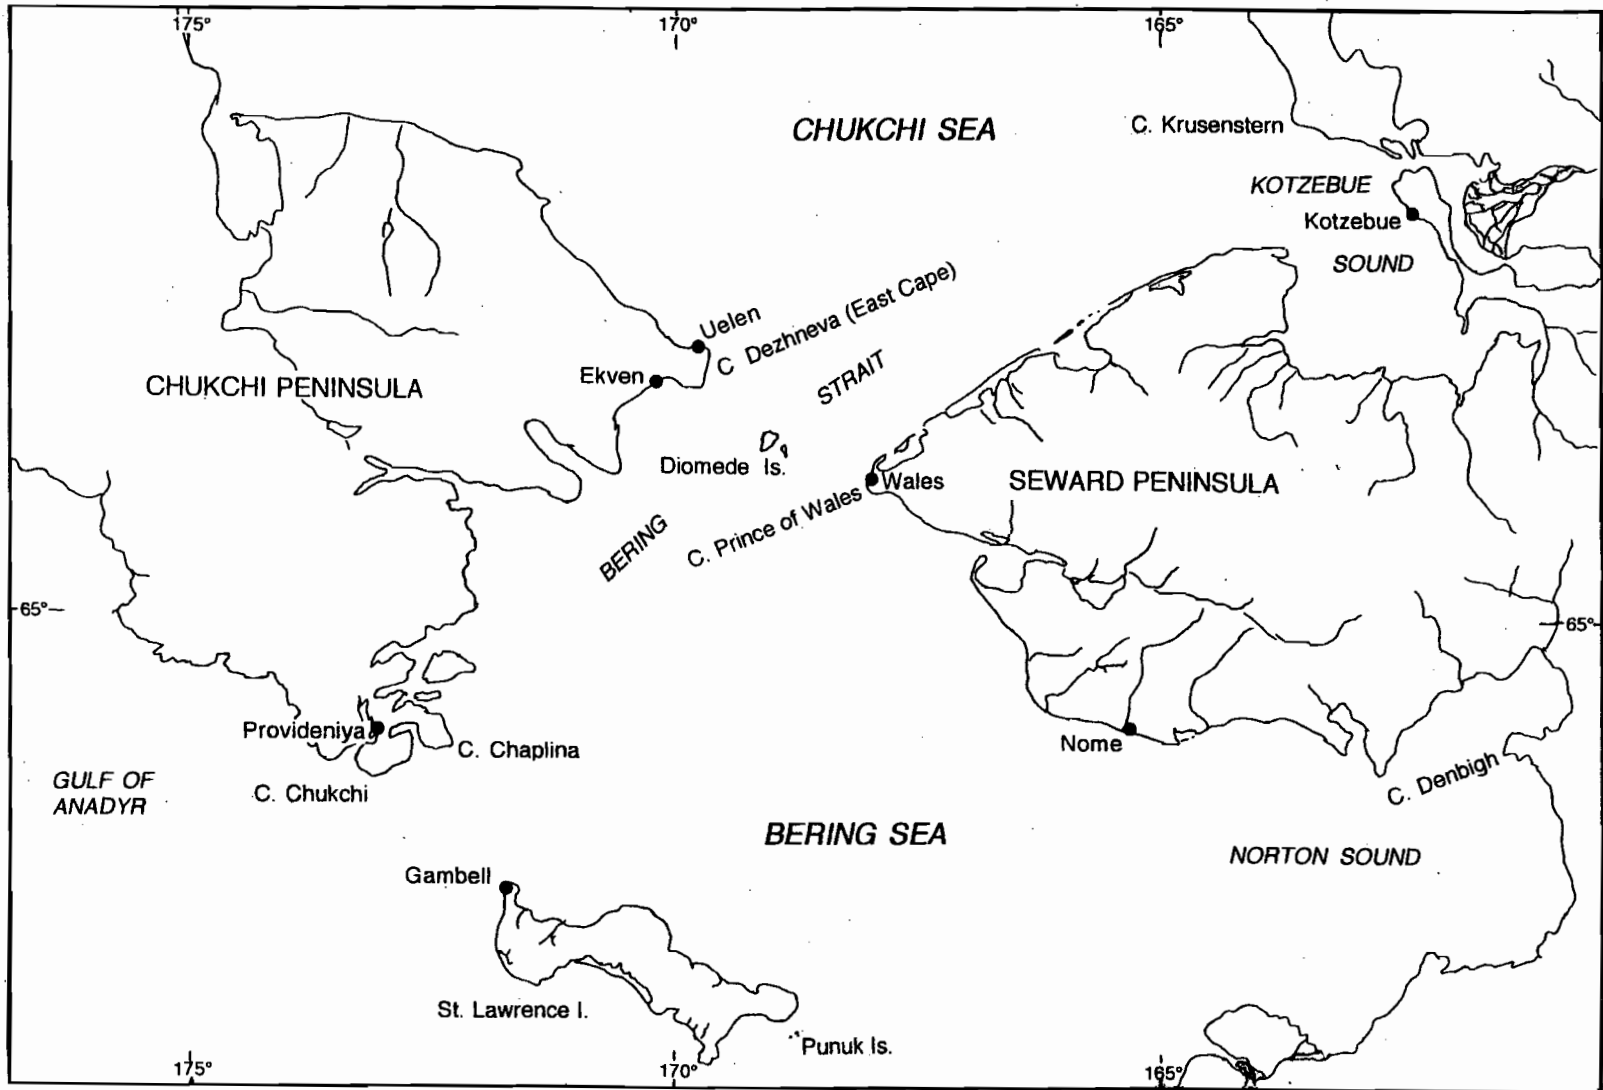 175°
170°
165°
CHUKCHI SEA
C. Krusenstern
KOTZEBUE
Kotzebue
SOUND
Uelen
C Dezhneva (East Cape)
Ekven
STRAIT
CHUKCHI PENINSULA
Diomede Is.
Wales
SEWARD PENINSULA
C. Prince of Wales
BERING
65°
65°
Provideniya
C. Chaplina
Nome
GULF OF
ANADYR
C. Chukchi
C. Denbigh
BERING SEA
NORTON SOUND
Gambell
St. Lawrence I.
Punuk Is.
175°
170°
165°